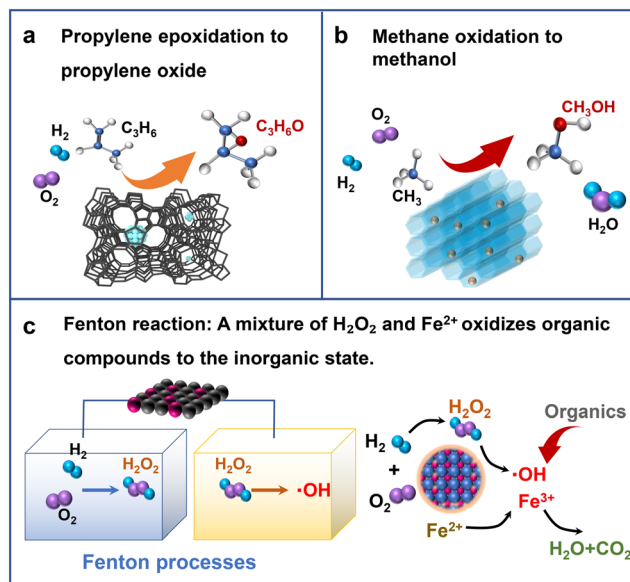 a Propylene epoxidation to
propylene oxide
H₂
C₃H₆
C₃H₆O
O₂
b Methane oxidation to
methanol
O₂
CH₃OH
H₂
CH₃
H₂O
c Fenton reaction: A mixture of H₂O₂ and Fe²⁺ oxidizes organic
compounds to the inorganic state.
H₂
H₂O₂
O₂
H₂O₂
·OH
Fenton processes
H₂O₂
Organics
H₂
+
O₂
·OH
Fe³⁺
Fe²⁺
H₂O+CO₂